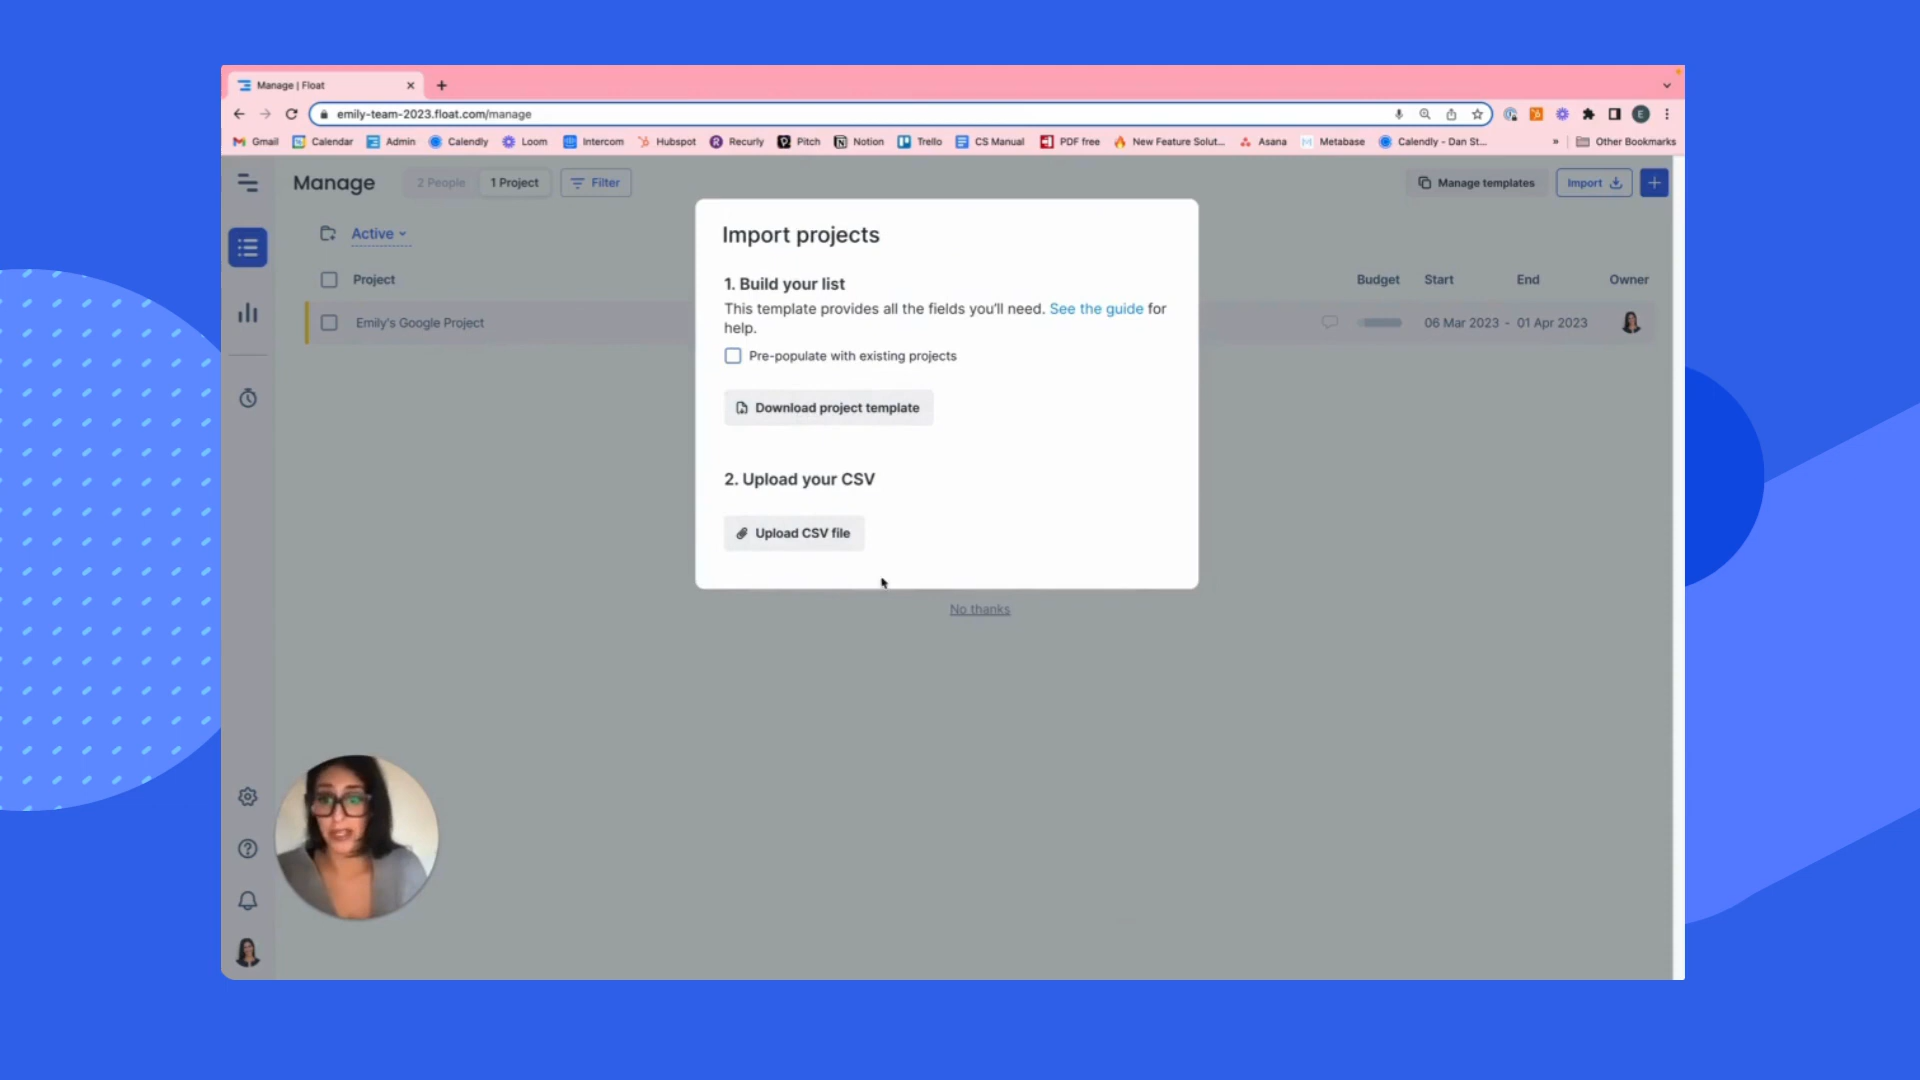 Manage | Float
emily-team-2023.float.com/manage
E
Gmail Calendar Admin Calendly Loom Intercom Hubspot Recurly Pitch Notion Trello CS Manual PDF free New Feature Solut... Asana Metabase Calendly - Dan St... » Other Bookmarks
Manage 2 People 1 Project Filter Manage templates Import
Active
Project Budget Start End Owner
Emily's Google Project 06 Mar 2023 - 01 Apr 2023
Import projects
1. Build your list
This template provides all the fields you'll need. See the guide for
help.
Pre-populate with existing projects
Download project template
2. Upload your CSV
Upload CSV file
No thanks